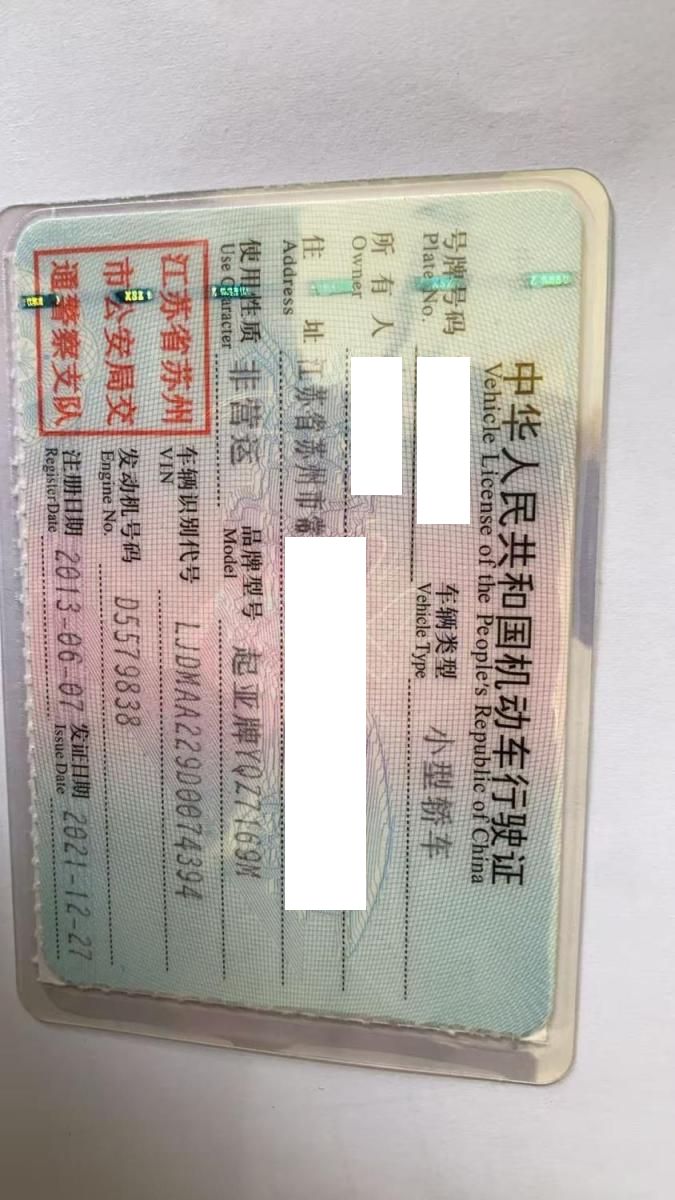 中华人民共和国机动车行驶证
Vehicle License of the People's Republic of China
号牌号码 车辆类型 小型轿车
Plate No. Vehicle Type
所有人
Owner
住址 江苏省苏州市常
Address
使用性质 非营运 品牌型号 起亚牌YQZ7169M
Use Character Model
江苏省苏州
市公安局交
通警察支队
车辆识别代号 LJDMAA229D0074394
VIN
发动机号码 D5579838
Engine No.
注册日期 2013-06-07 发证日期 2021-12-27
Register Date Issue Date